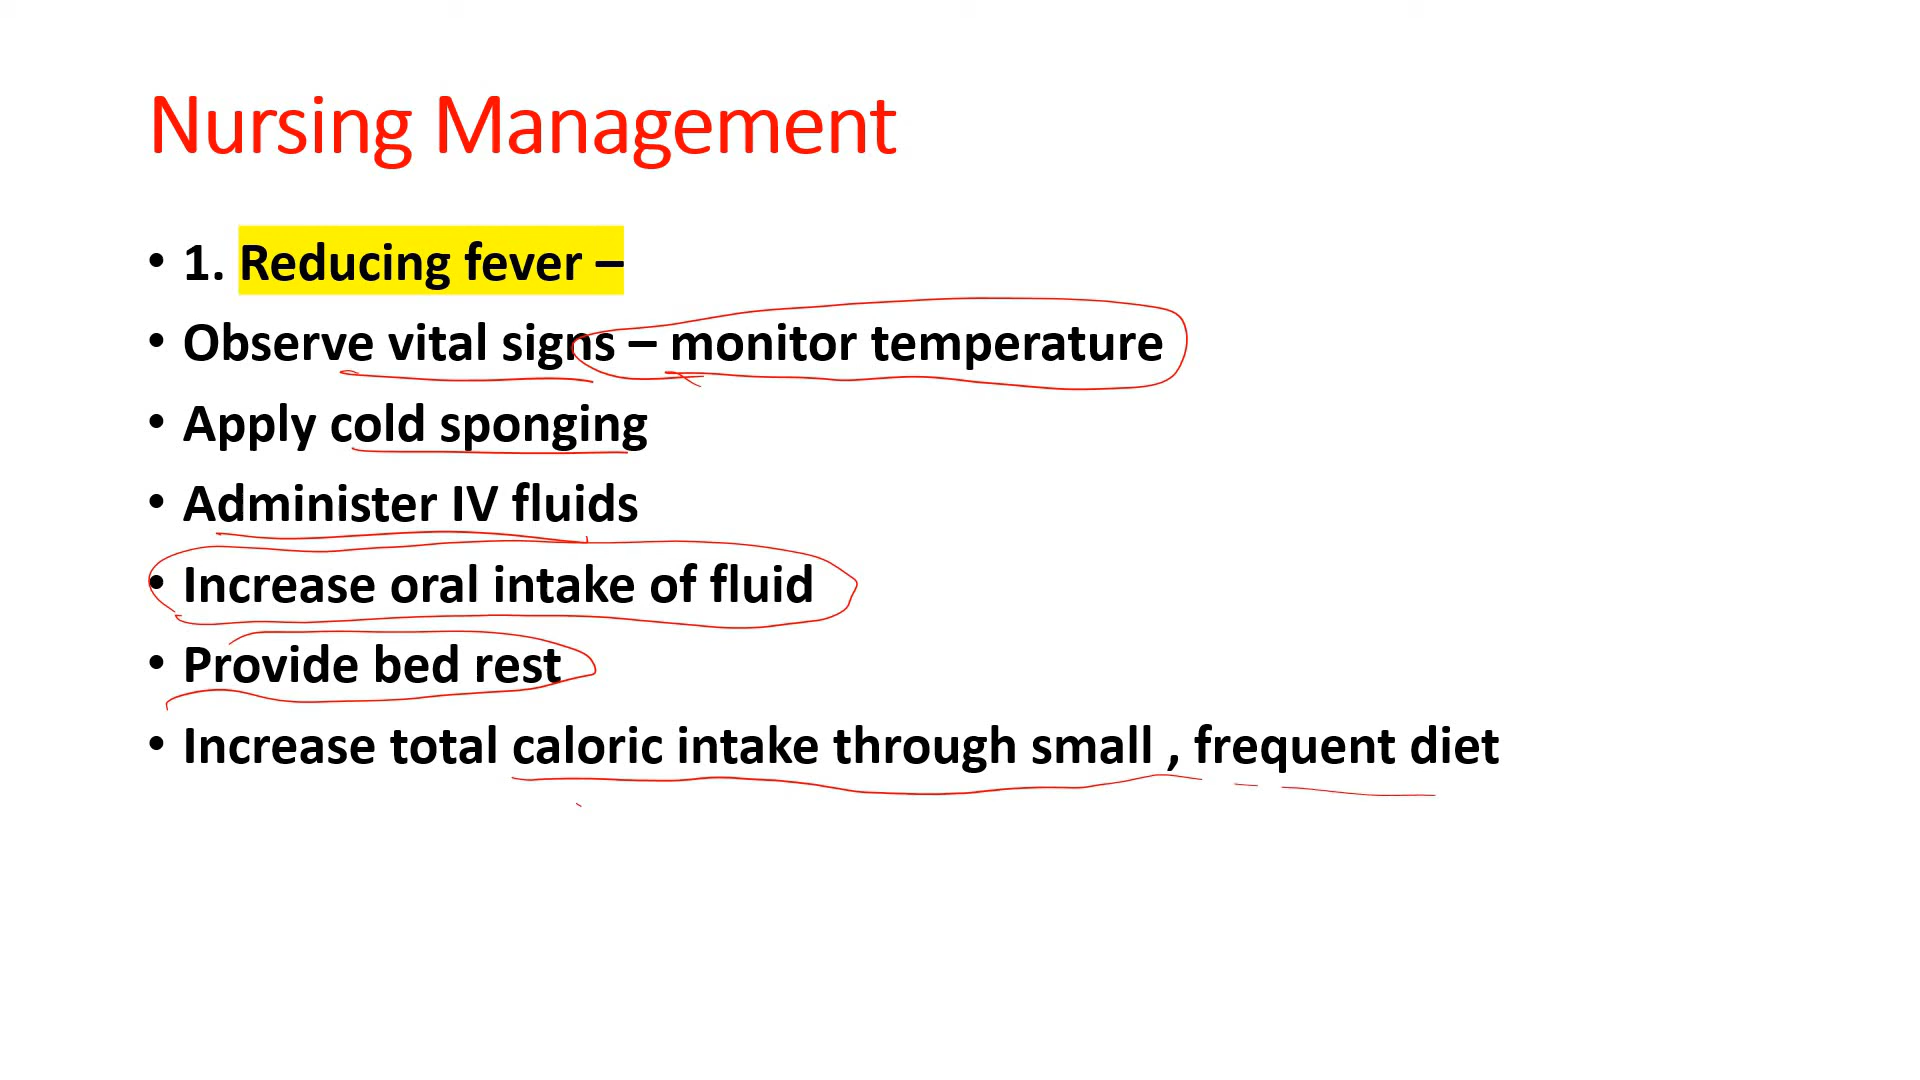 Nursing Management
• 1. Reducing fever –
• Observe vital signs – monitor temperature
• Apply cold sponging
• Administer IV fluids
• Increase oral intake of fluid
• Provide bed rest
• Increase total caloric intake through small , frequent diet